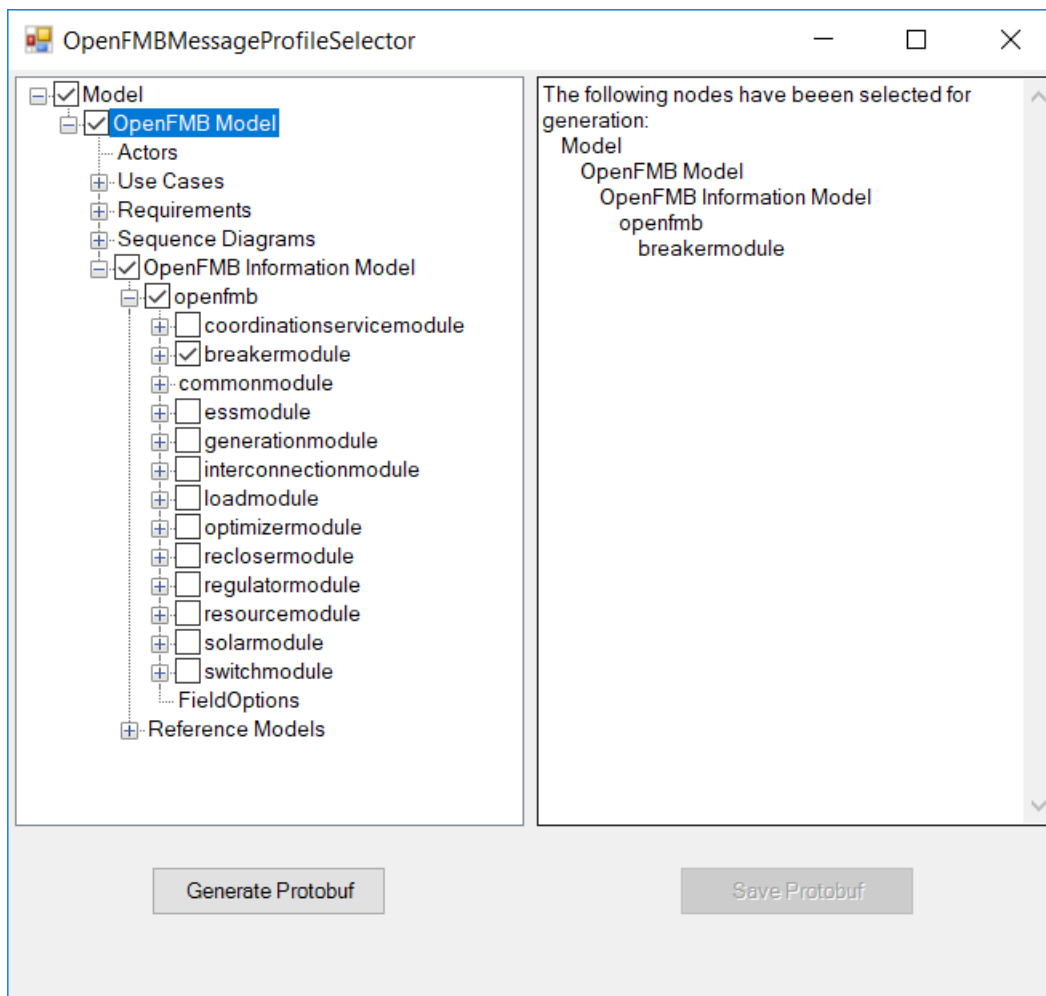 OpenFMBMessageProfileSelector
Model
OpenFMB Model
Actors
Use Cases
Requirements
Sequence Diagrams
OpenFMB Information Model
openfmb
coordinationservicemodule
breakermodule
commonmodule
essmodule
generationmodule
interconnectionmodule
loadmodule
optimizermodule
reclosermodule
regulatormodule
resourcemodule
solarmodule
switchmodule
FieldOptions
Reference Models
The following nodes have beeen selected for
generation:
Model
OpenFMB Model
OpenFMB Information Model
openfmb
breakermodule
Generate Protobuf
Save Protobuf